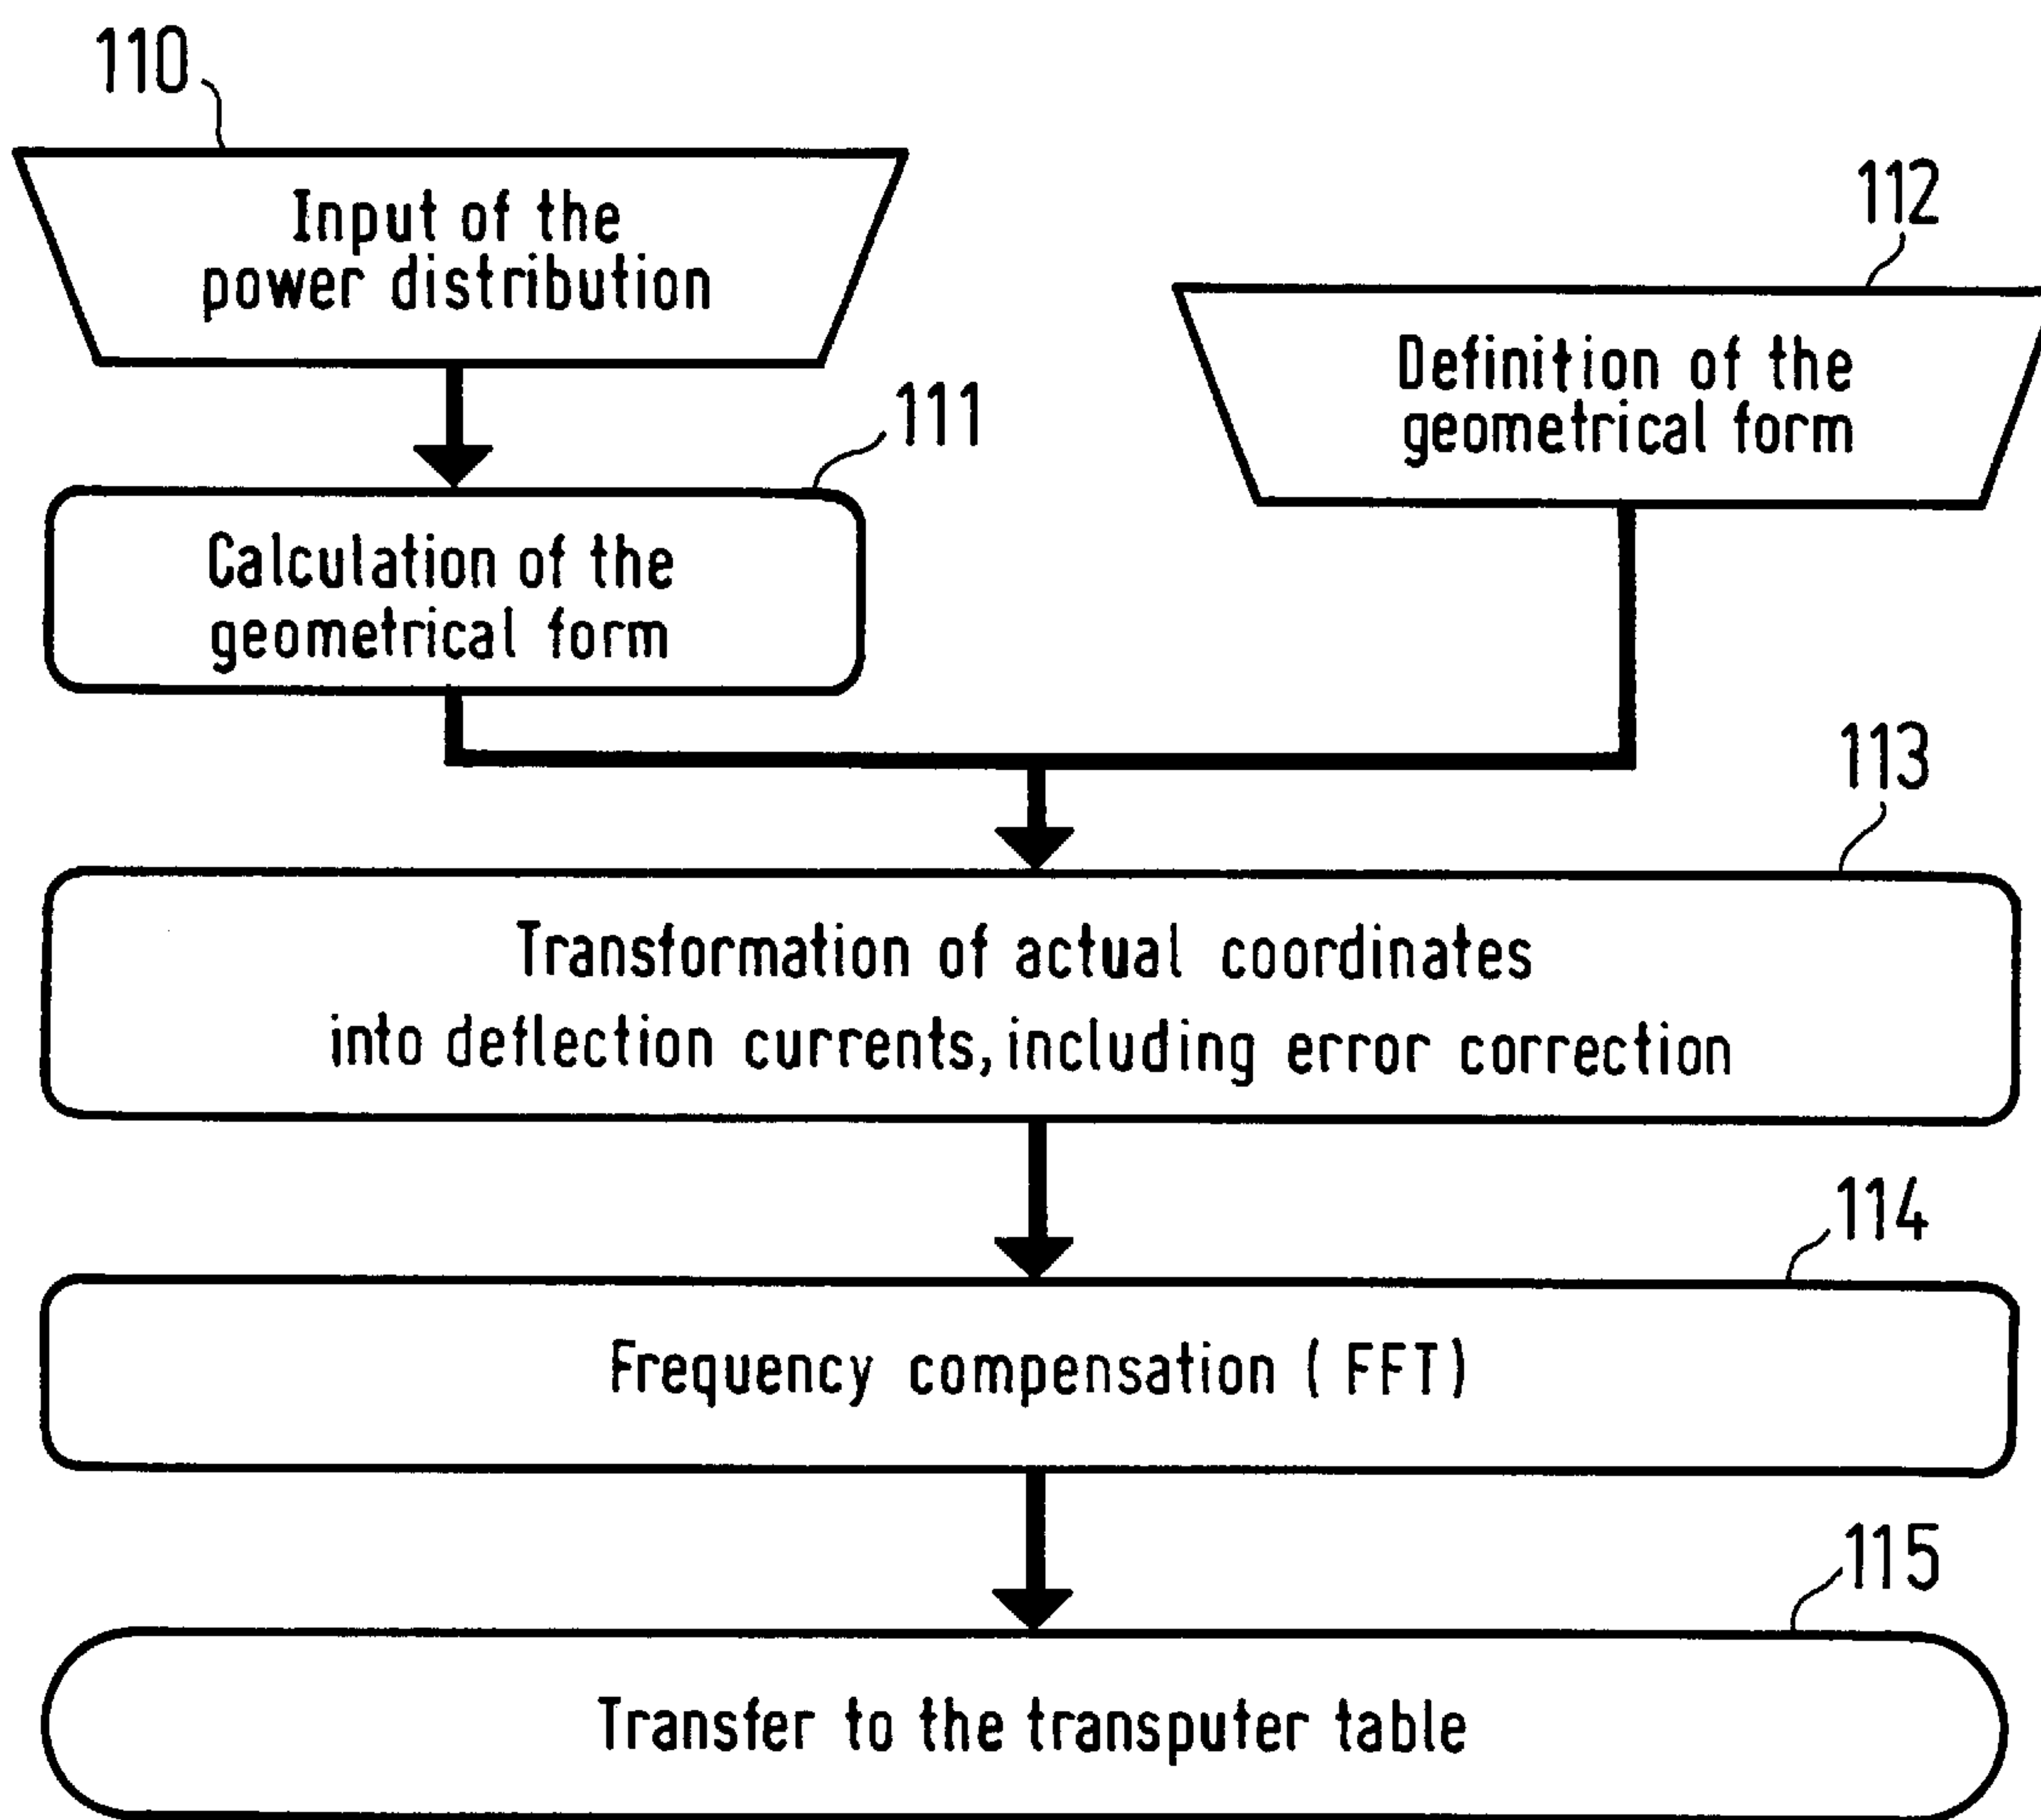 110
Input of the
power distribution
112
Definition of the
geometrical form
111
Calculation of the
geometrical form
113
Transformation of actual coordinates
into deflection currents, including error correction
114
Frequency compensation ( FFT )
115
Transfer to the transputer table